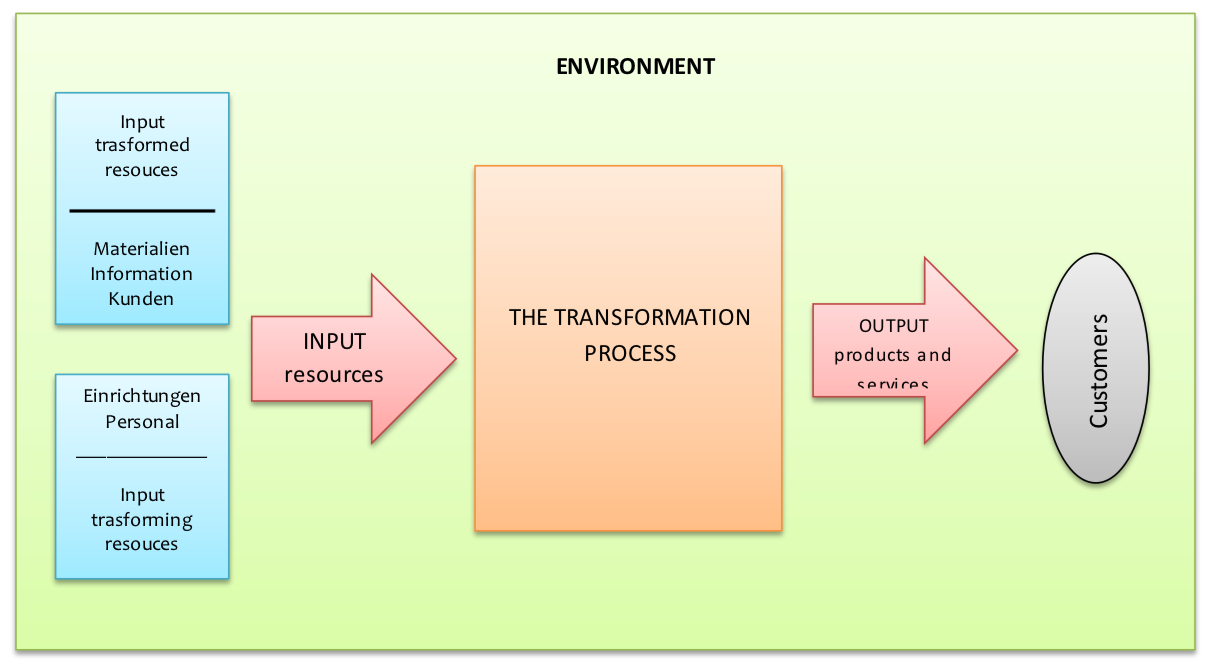 ENVIRONMENT
Input
trasformed
resouces
Materialien
Information
Kunden
Einrichtungen
Personal
Input
trasforming
resouces
INPUT
resources
THE TRANSFORMATION
PROCESS
OUTPUT
products and
services
Customers